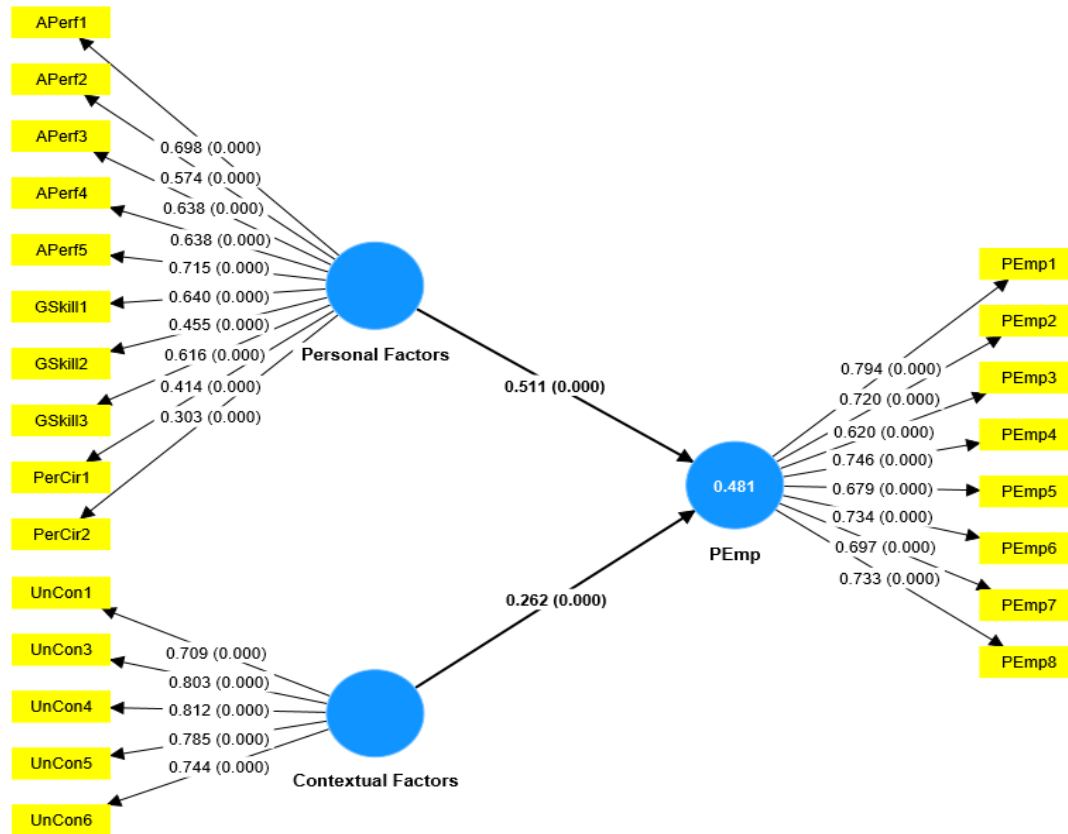 APerf1
APerf2
APerf3
APerf4
APerf5
GSkill1
GSkill2
GSkill3
PerCir1
PerCir2
UnCon1
UnCon3
UnCon4
UnCon5
UnCon6
0.698 (0.000)
0.574 (0.000)
0.638 (0.000)
0.638 (0.000)
0.715 (0.000)
0.640 (0.000)
0.455 (0.000)
0.616 (0.000)
0.414 (0.000)
0.303 (0.000)
0.709 (0.000)
0.803 (0.000)
0.812 (0.000)
0.785 (0.000)
0.744 (0.000)
Personal Factors
Contextual Factors
0.511 (0.000)
0.262 (0.000)
0.481
PEmp
0.794 (0.000)
0.720 (0.000)
0.620 (0.000)
0.746 (0.000)
0.679 (0.000)
0.734 (0.000)
0.697 (0.000)
0.733 (0.000)
PEmp1
PEmp2
PEmp3
PEmp4
PEmp5
PEmp6
PEmp7
PEmp8